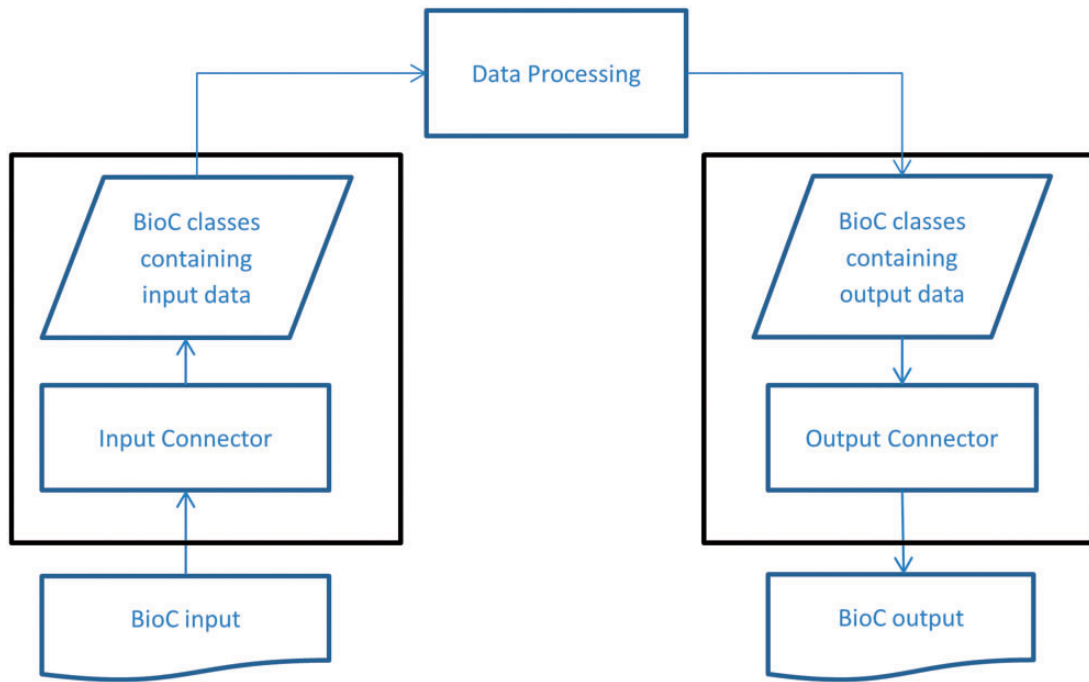 Data Processing
BioC classes
containing
input data
Input Connector
BioC input
BioC classes
containing
output data
Output Connector
BioC output